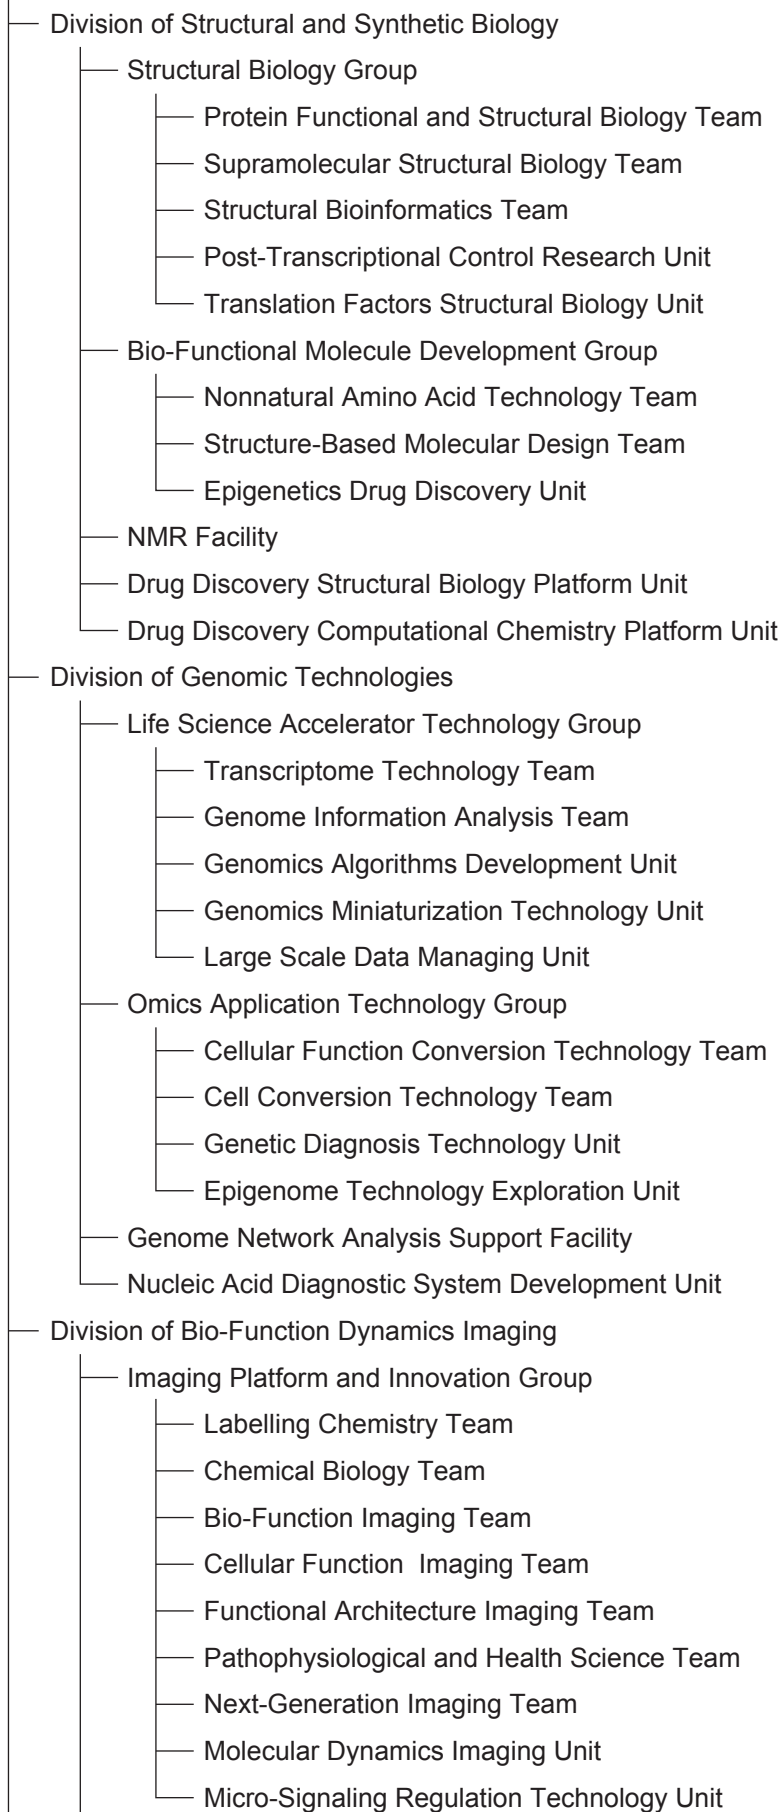 Division of Structural and Synthetic Biology
Structural Biology Group
Protein Functional and Structural Biology Team
Supramolecular Structural Biology Team
Structural Bioinformatics Team
Post-Transcriptional Control Research Unit
Translation Factors Structural Biology Unit
Bio-Functional Molecule Development Group
Nonnatural Amino Acid Technology Team
Structure-Based Molecular Design Team
Epigenetics Drug Discovery Unit
NMR Facility
Drug Discovery Structural Biology Platform Unit
Drug Discovery Computational Chemistry Platform Unit
Division of Genomic Technologies
Life Science Accelerator Technology Group
Transcriptome Technology Team
Genome Information Analysis Team
Genomics Algorithms Development Unit
Genomics Miniaturization Technology Unit
Large Scale Data Managing Unit
Omics Application Technology Group
Cellular Function Conversion Technology Team
Cell Conversion Technology Team
Genetic Diagnosis Technology Unit
Epigenome Technology Exploration Unit
Genome Network Analysis Support Facility
Nucleic Acid Diagnostic System Development Unit
Division of Bio-Function Dynamics Imaging
Imaging Platform and Innovation Group
Labelling Chemistry Team
Chemical Biology Team
Bio-Function Imaging Team
Cellular Function  Imaging Team
Functional Architecture Imaging Team
Pathophysiological and Health Science Team
Next-Generation Imaging Team
Molecular Dynamics Imaging Unit
Micro-Signaling Regulation Technology Unit